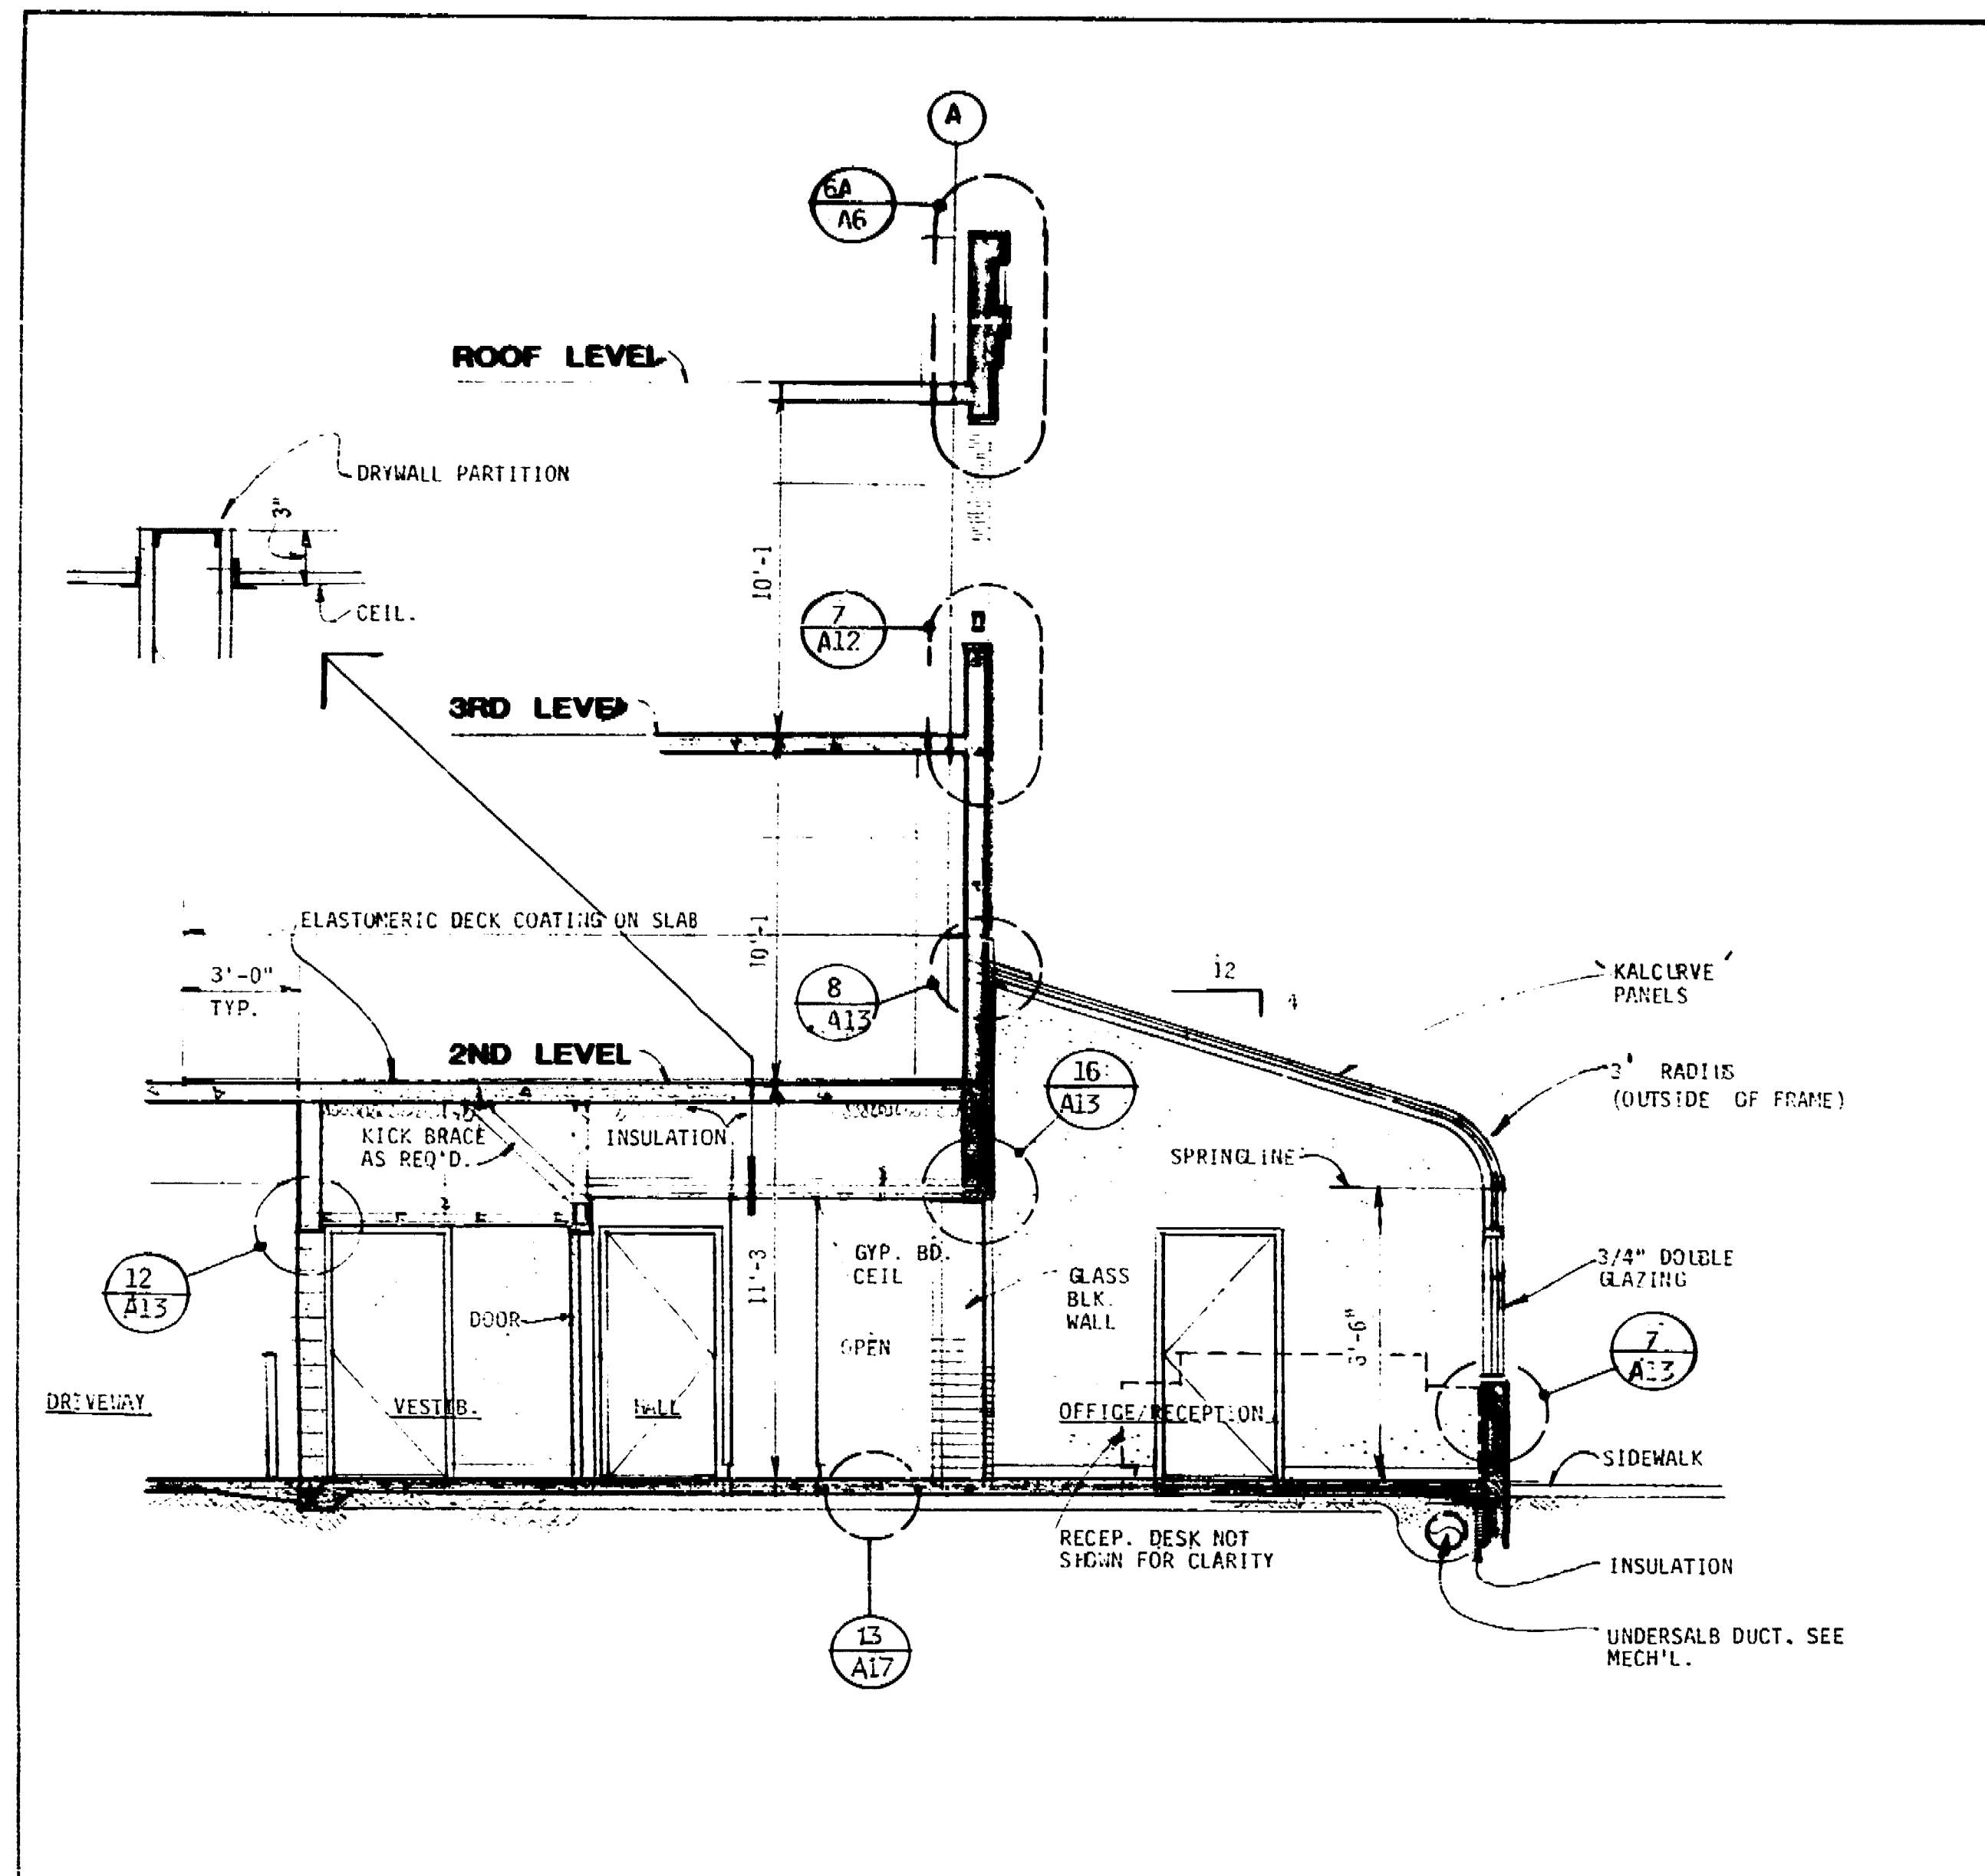 A
6A
A6
ROOF LEVEL
DRYWALL PARTITION
3"
CEIL.
10'-1
7
A12
3RD LEVEL
ELASTOMERIC DECK COATING ON SLAB
3'-0"
TYP.
10'-1
8
A13
12
4
KALCURVE
PANELS
2ND LEVEL
16
A13
3' RADIUS
(OUTSIDE OF FRAME)
KICK BRACE
AS REQ'D.
INSULATION
SPRINGLINE
12
A13
GYP. BD.
CEIL
GLASS
BLK.
WALL
3/4" DOUBLE
GLAZING
DOOR
11'-3
OPEN
7
A13
DRIVEWAY
VESTIB.
HALL
OFFICE/RECEPTION
SIDEWALK
RECEP. DESK NOT
SHOWN FOR CLARITY
INSULATION
13
A17
UNDERSALB DUCT. SEE
MECH'L.